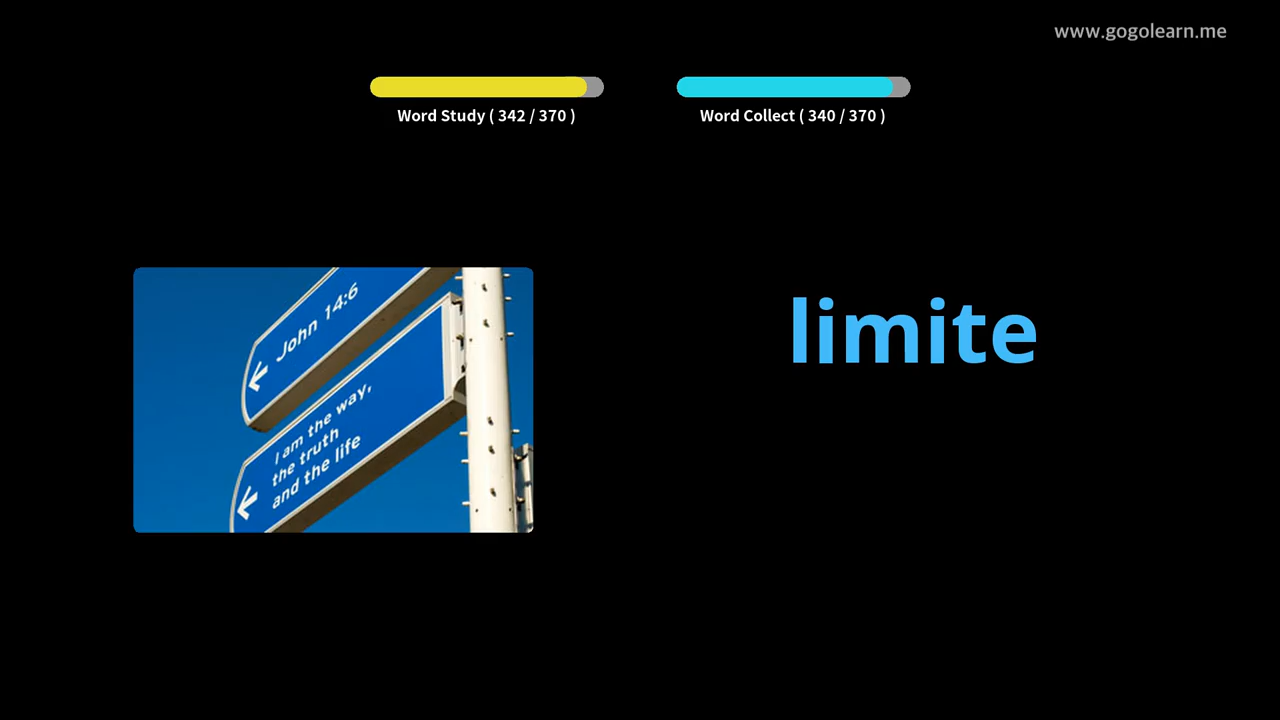 www.gogolearn.me
Word Study ( 342 / 370 )
Word Collect ( 340 / 370 )
John 14:6
I am the way,
the truth
and the life
limite